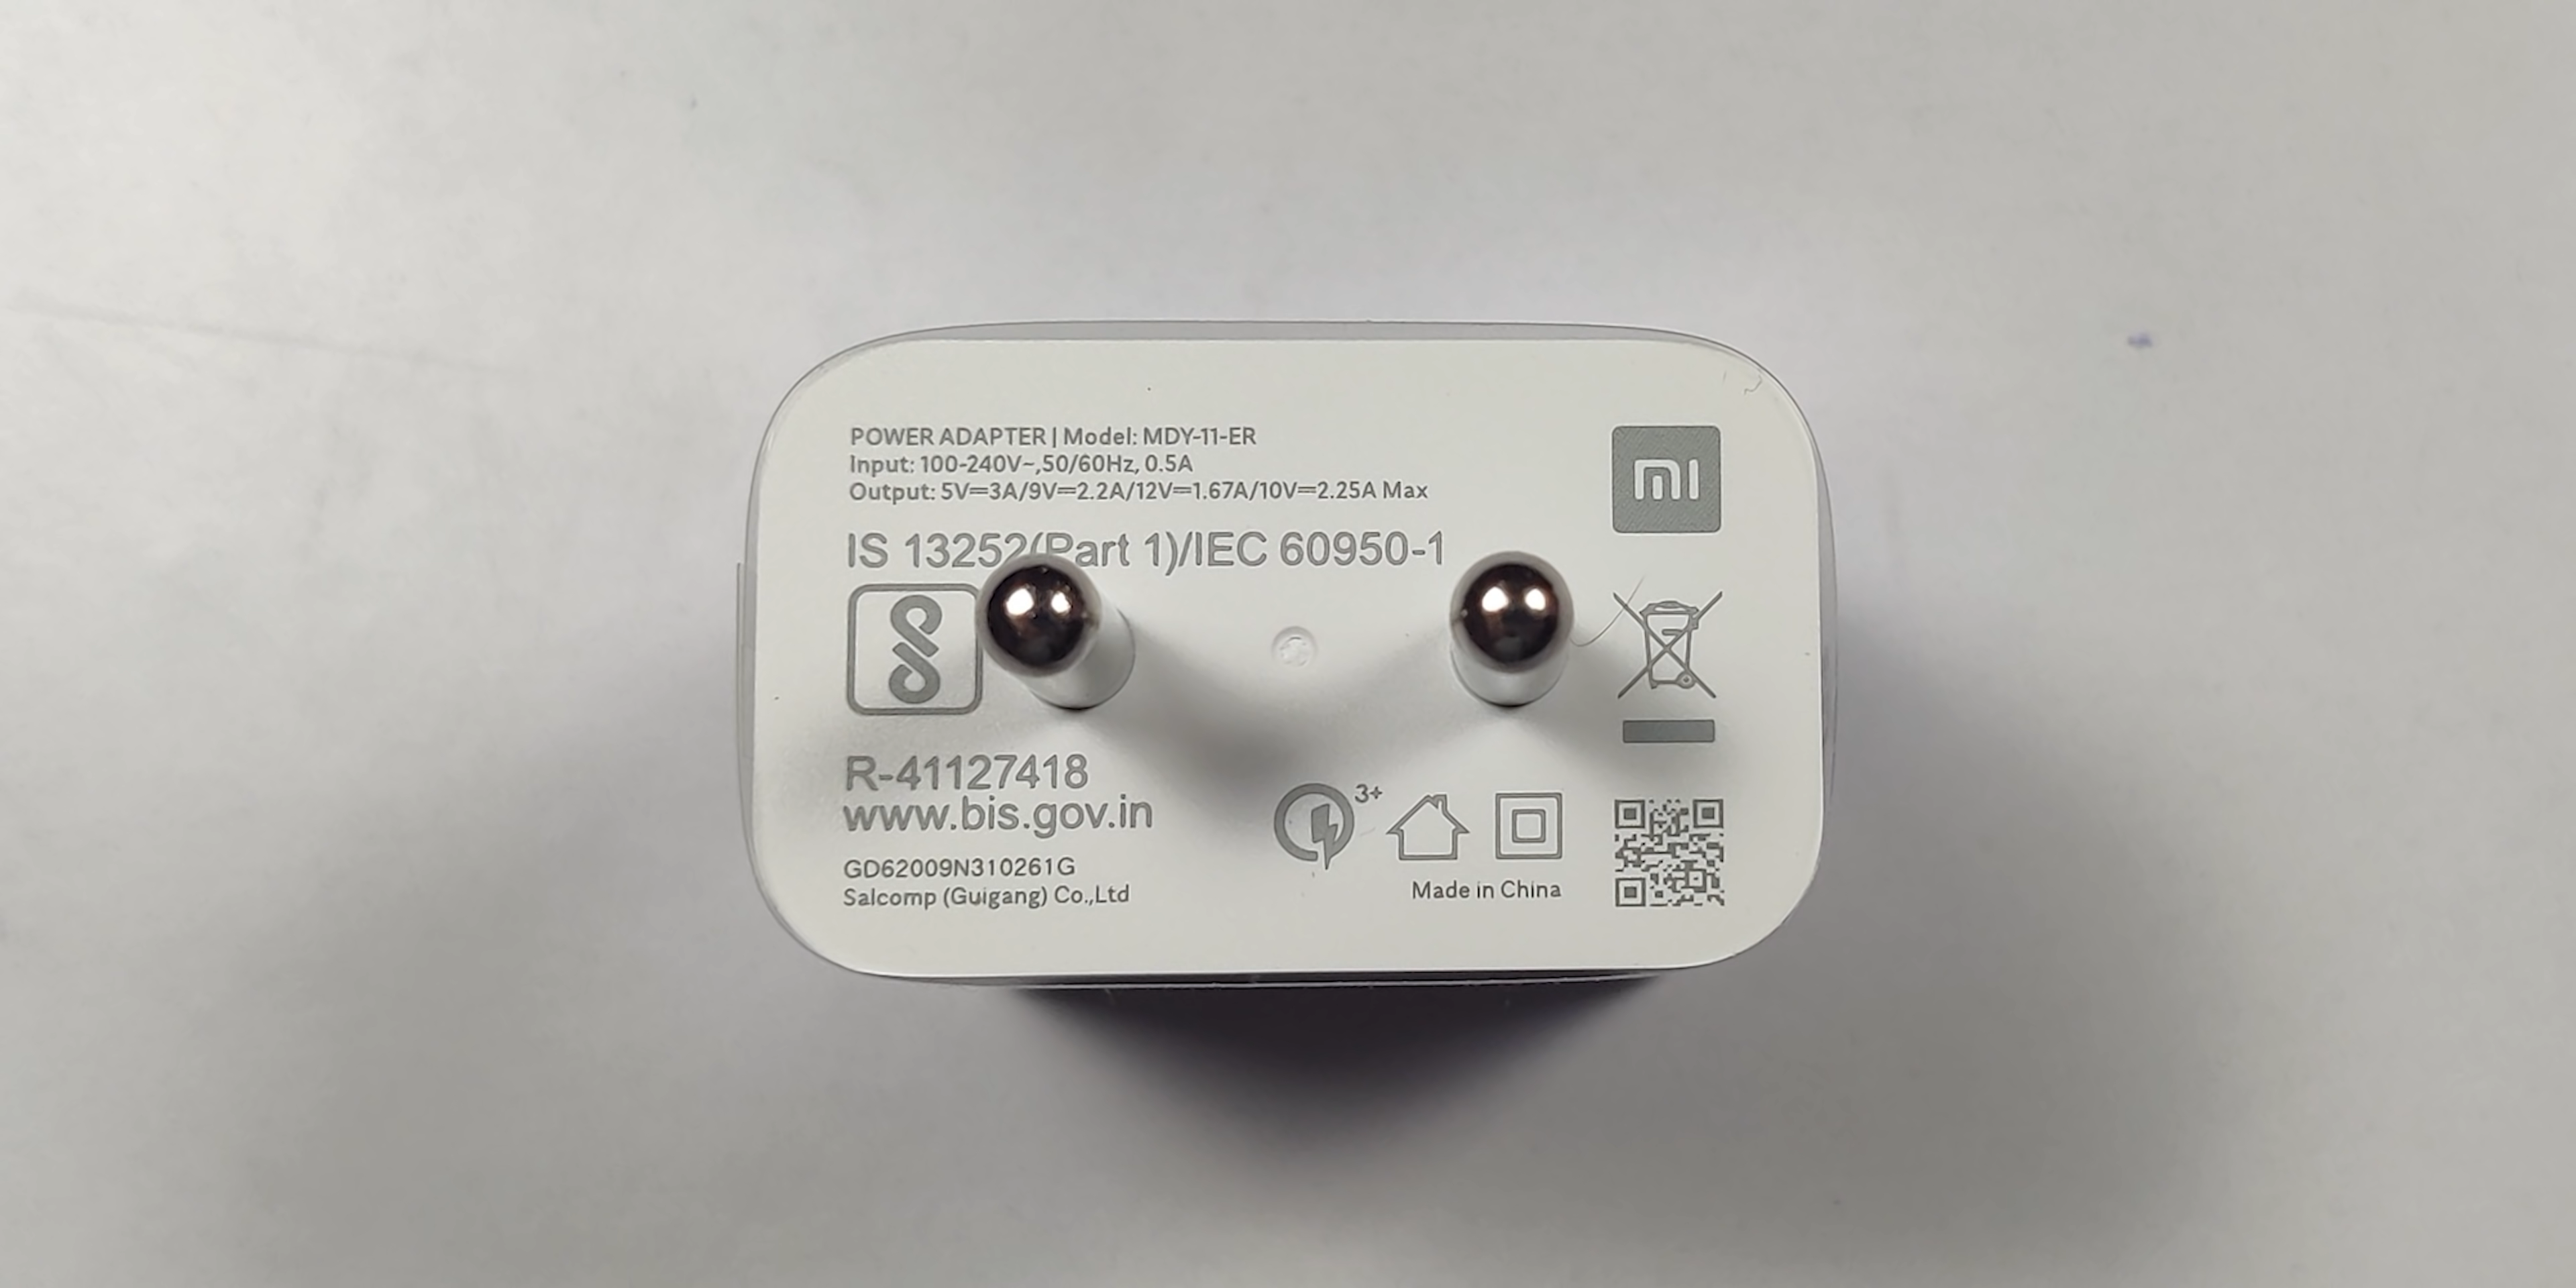 POWER ADAPTER | Model: MDY-11-ER
Input: 100-240V~,50/60Hz, 0.5A
Output: 5V⎓3A/9V⎓2.2A/12V⎓1.67A/10V⎓2.25A Max
mi
IS 13252(Part 1)/IEC 60950-1
R-41127418
www.bis.gov.in
3+
GD62009N310261G
Salcomp (Guigang) Co.,Ltd
Made in China